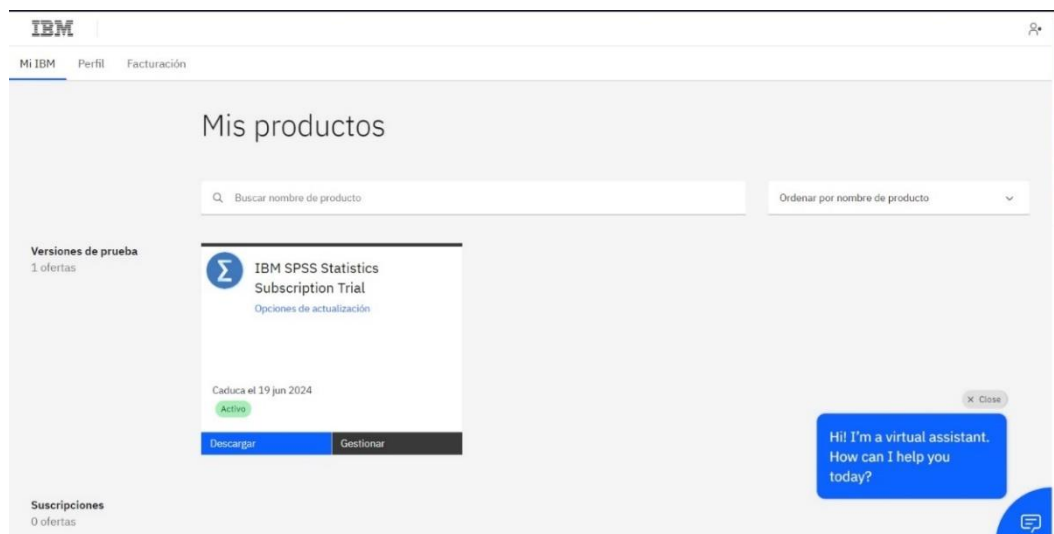 IBM
Mi IBM Perfil Facturación
Mis productos
Buscar nombre de producto
Ordenar por nombre de producto
Versiones de prueba
1 ofertas
IBM SPSS Statistics
Subscription Trial
Opciones de actualización
Caduca el 19 jun 2024
Activo
Descargar Gestionar
× Close
Hi! I'm a virtual assistant.
How can I help you
today?
Suscripciones
0 ofertas